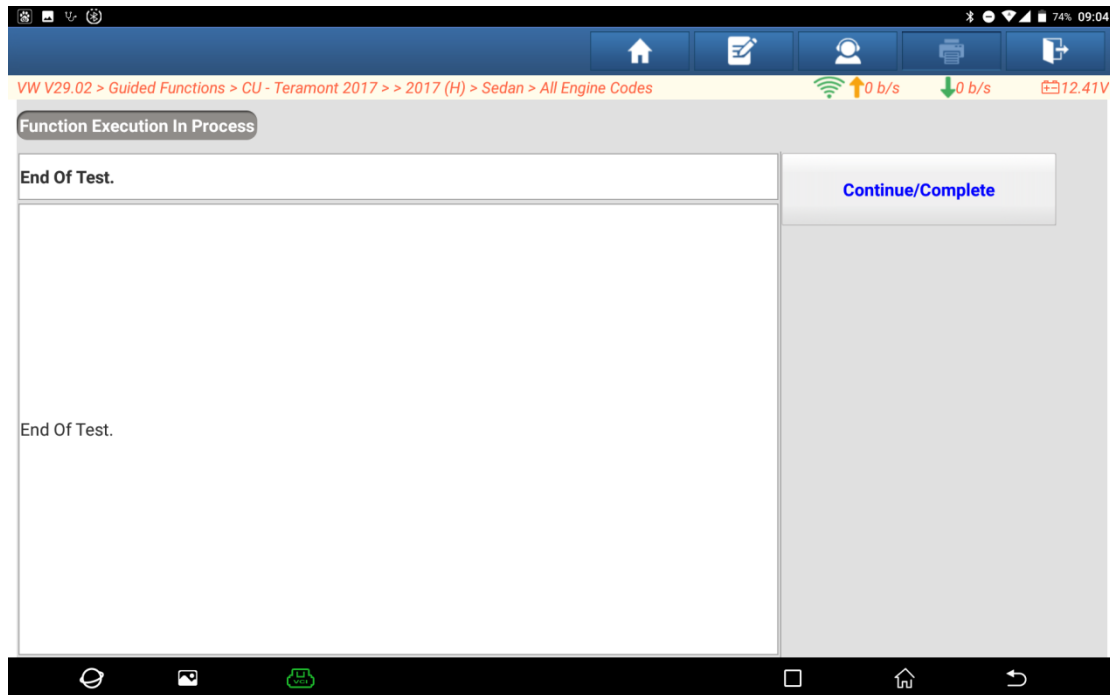 74% 09:04
VW V29.02 > Guided Functions > CU - Teramont 2017 > > 2017 (H) > Sedan > All Engine Codes
0 b/s
0 b/s
12.41V
Function Execution In Process
End Of Test.
Continue/Complete
End Of Test.
VCI